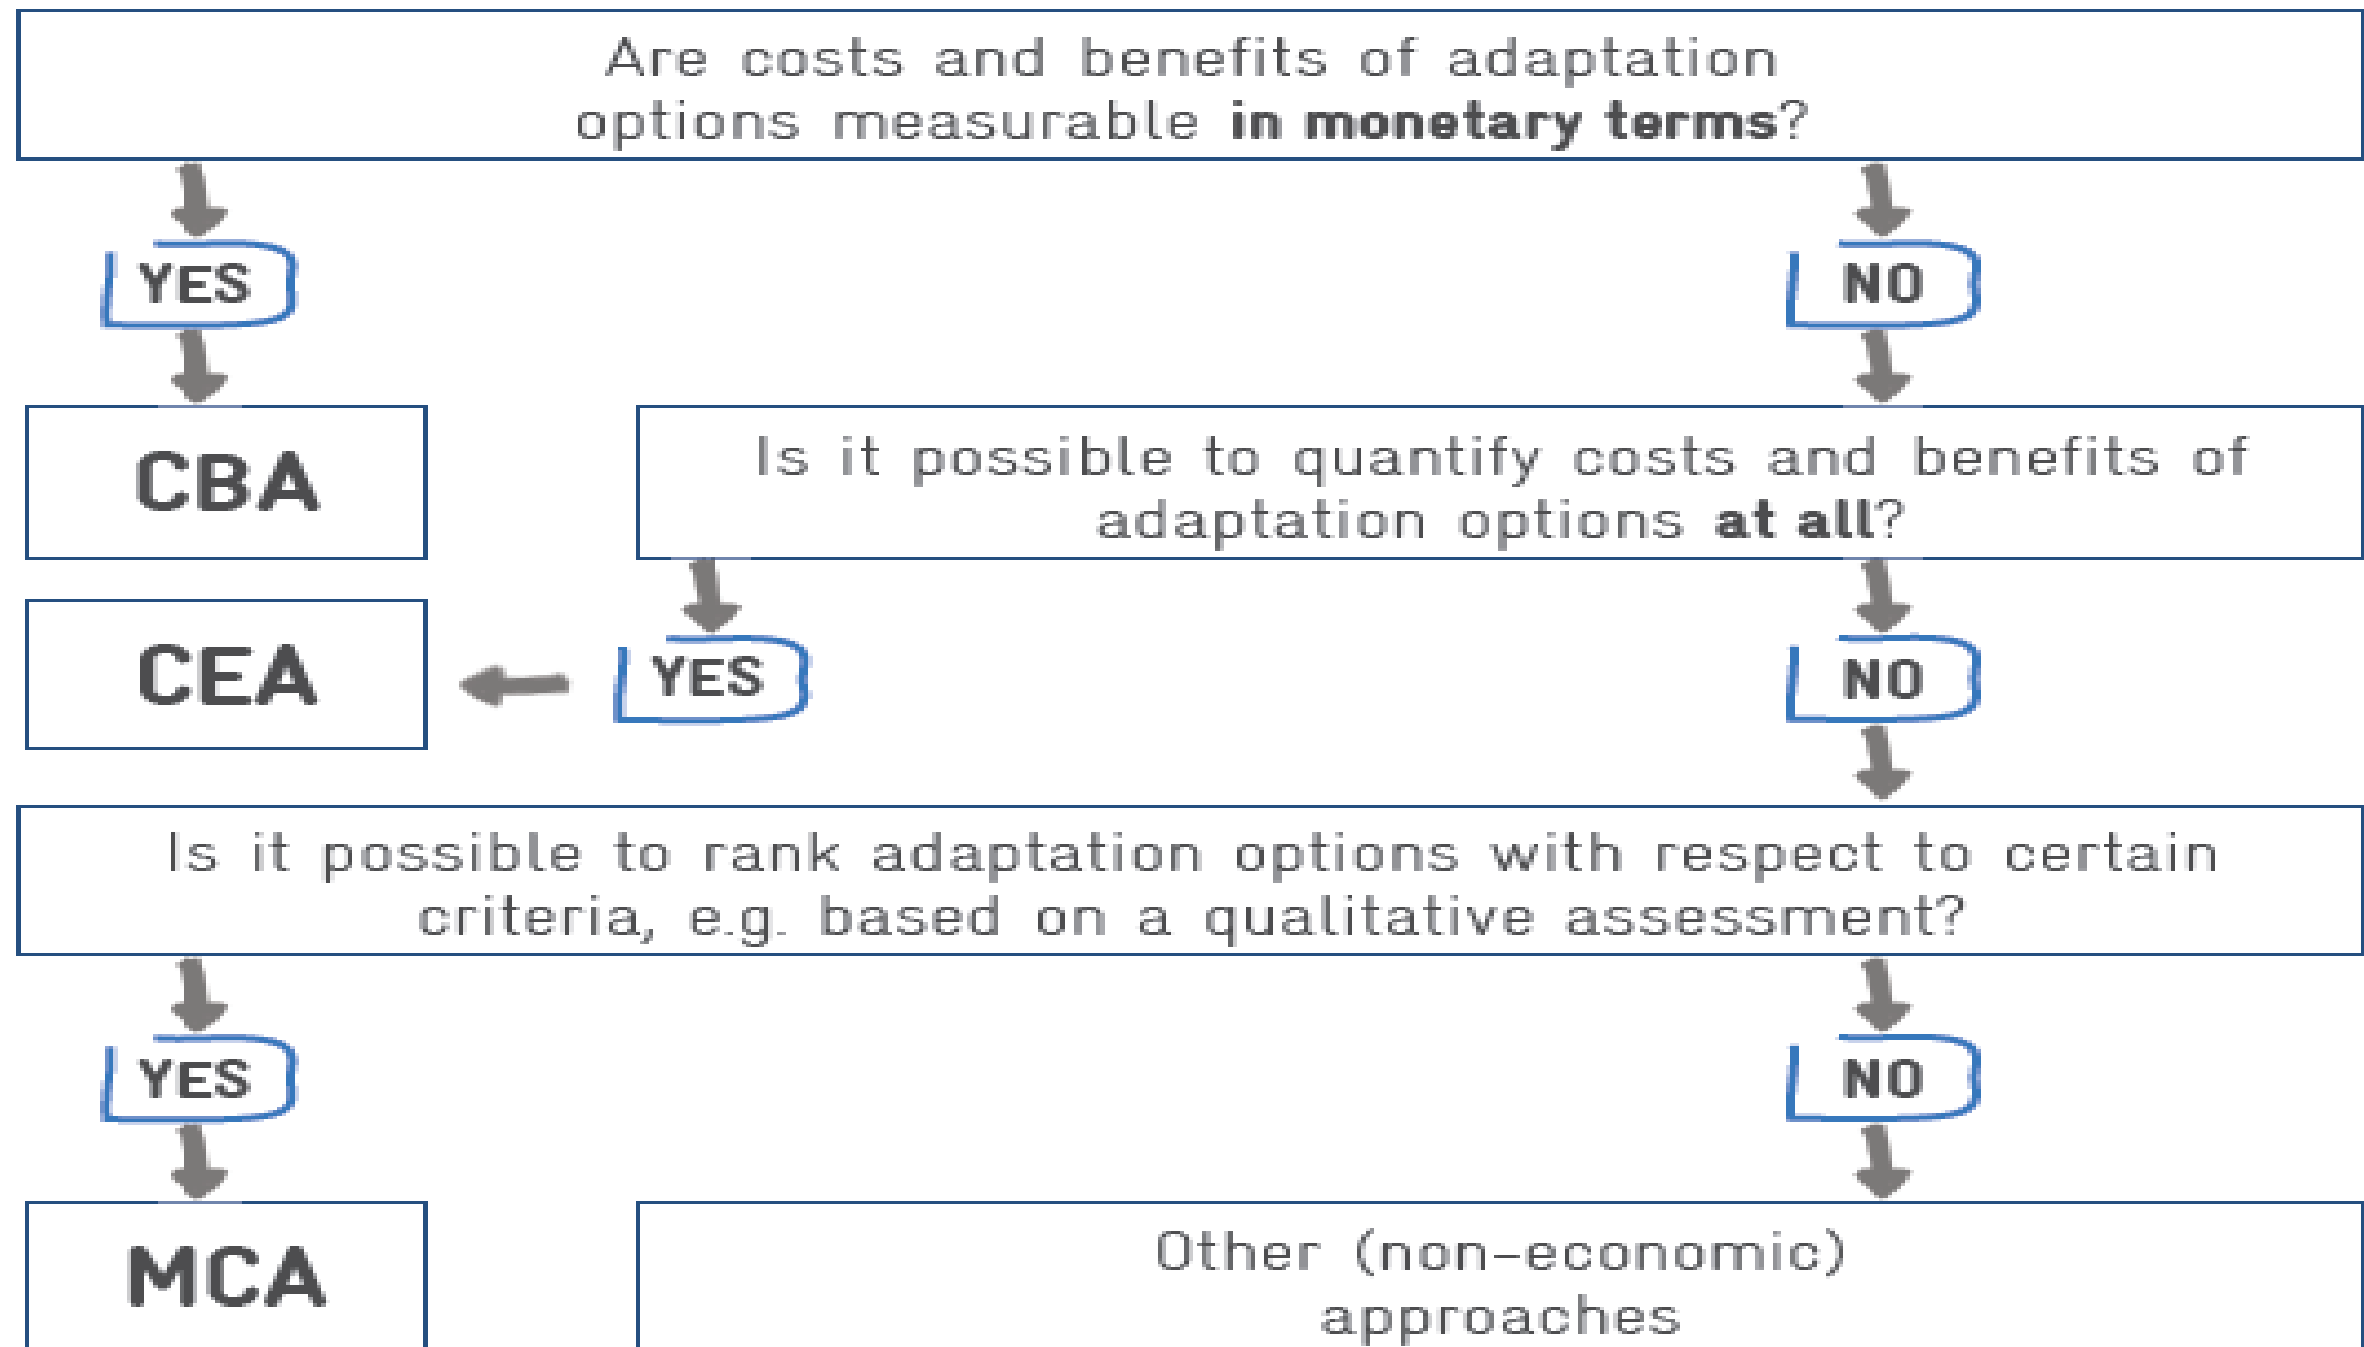 Are costs and benefits of adaptation
options measurable in monetary terms?
YES
NO
CBA
Is it possible to quantify costs and benefits of
adaptation options at all?
CEA
YES
NO
Is it possible to rank adaptation options with respect to certain
criteria, e.g. based on a qualitative assessment?
YES
NO
MCA
Other (non-economic)
approaches